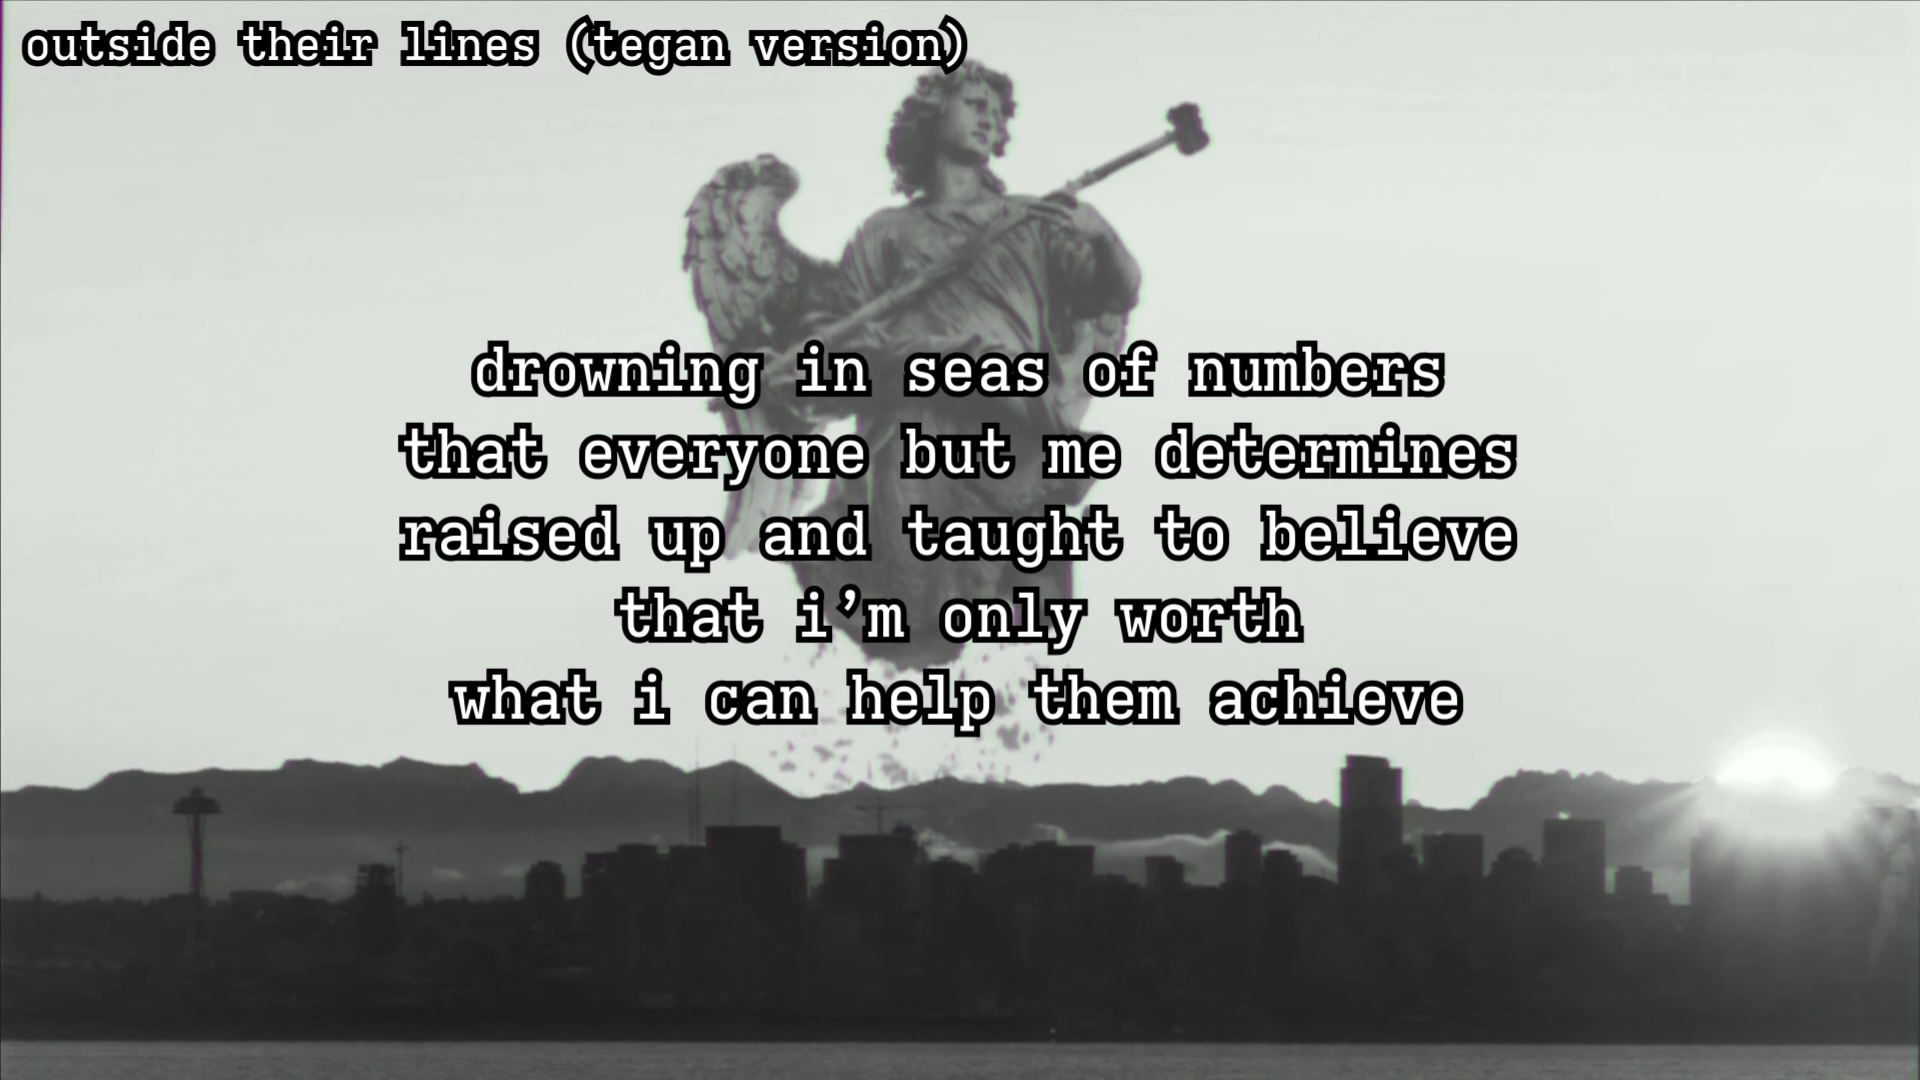 outside their lines (tegan version)
drowning in seas of numbers
that everyone but me determines
raised up and taught to believe
that i’m only worth
what i can help them achieve